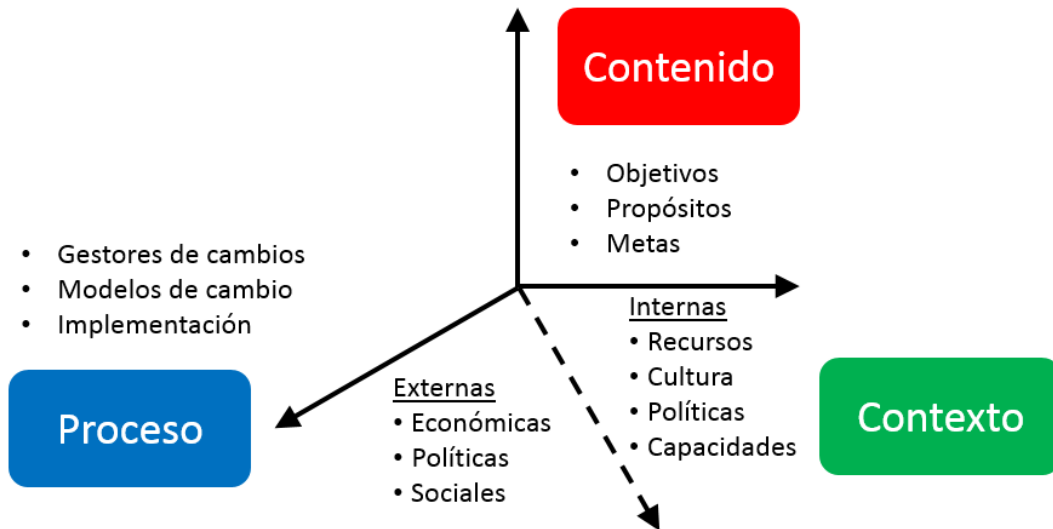 Contenido
• Objetivos
• Propósitos
• Metas
• Gestores de cambios
• Modelos de cambio
• Implementación
Proceso
Externas
• Económicas
• Políticas
• Sociales
Internas
• Recursos
• Cultura
• Políticas
• Capacidades
Contexto